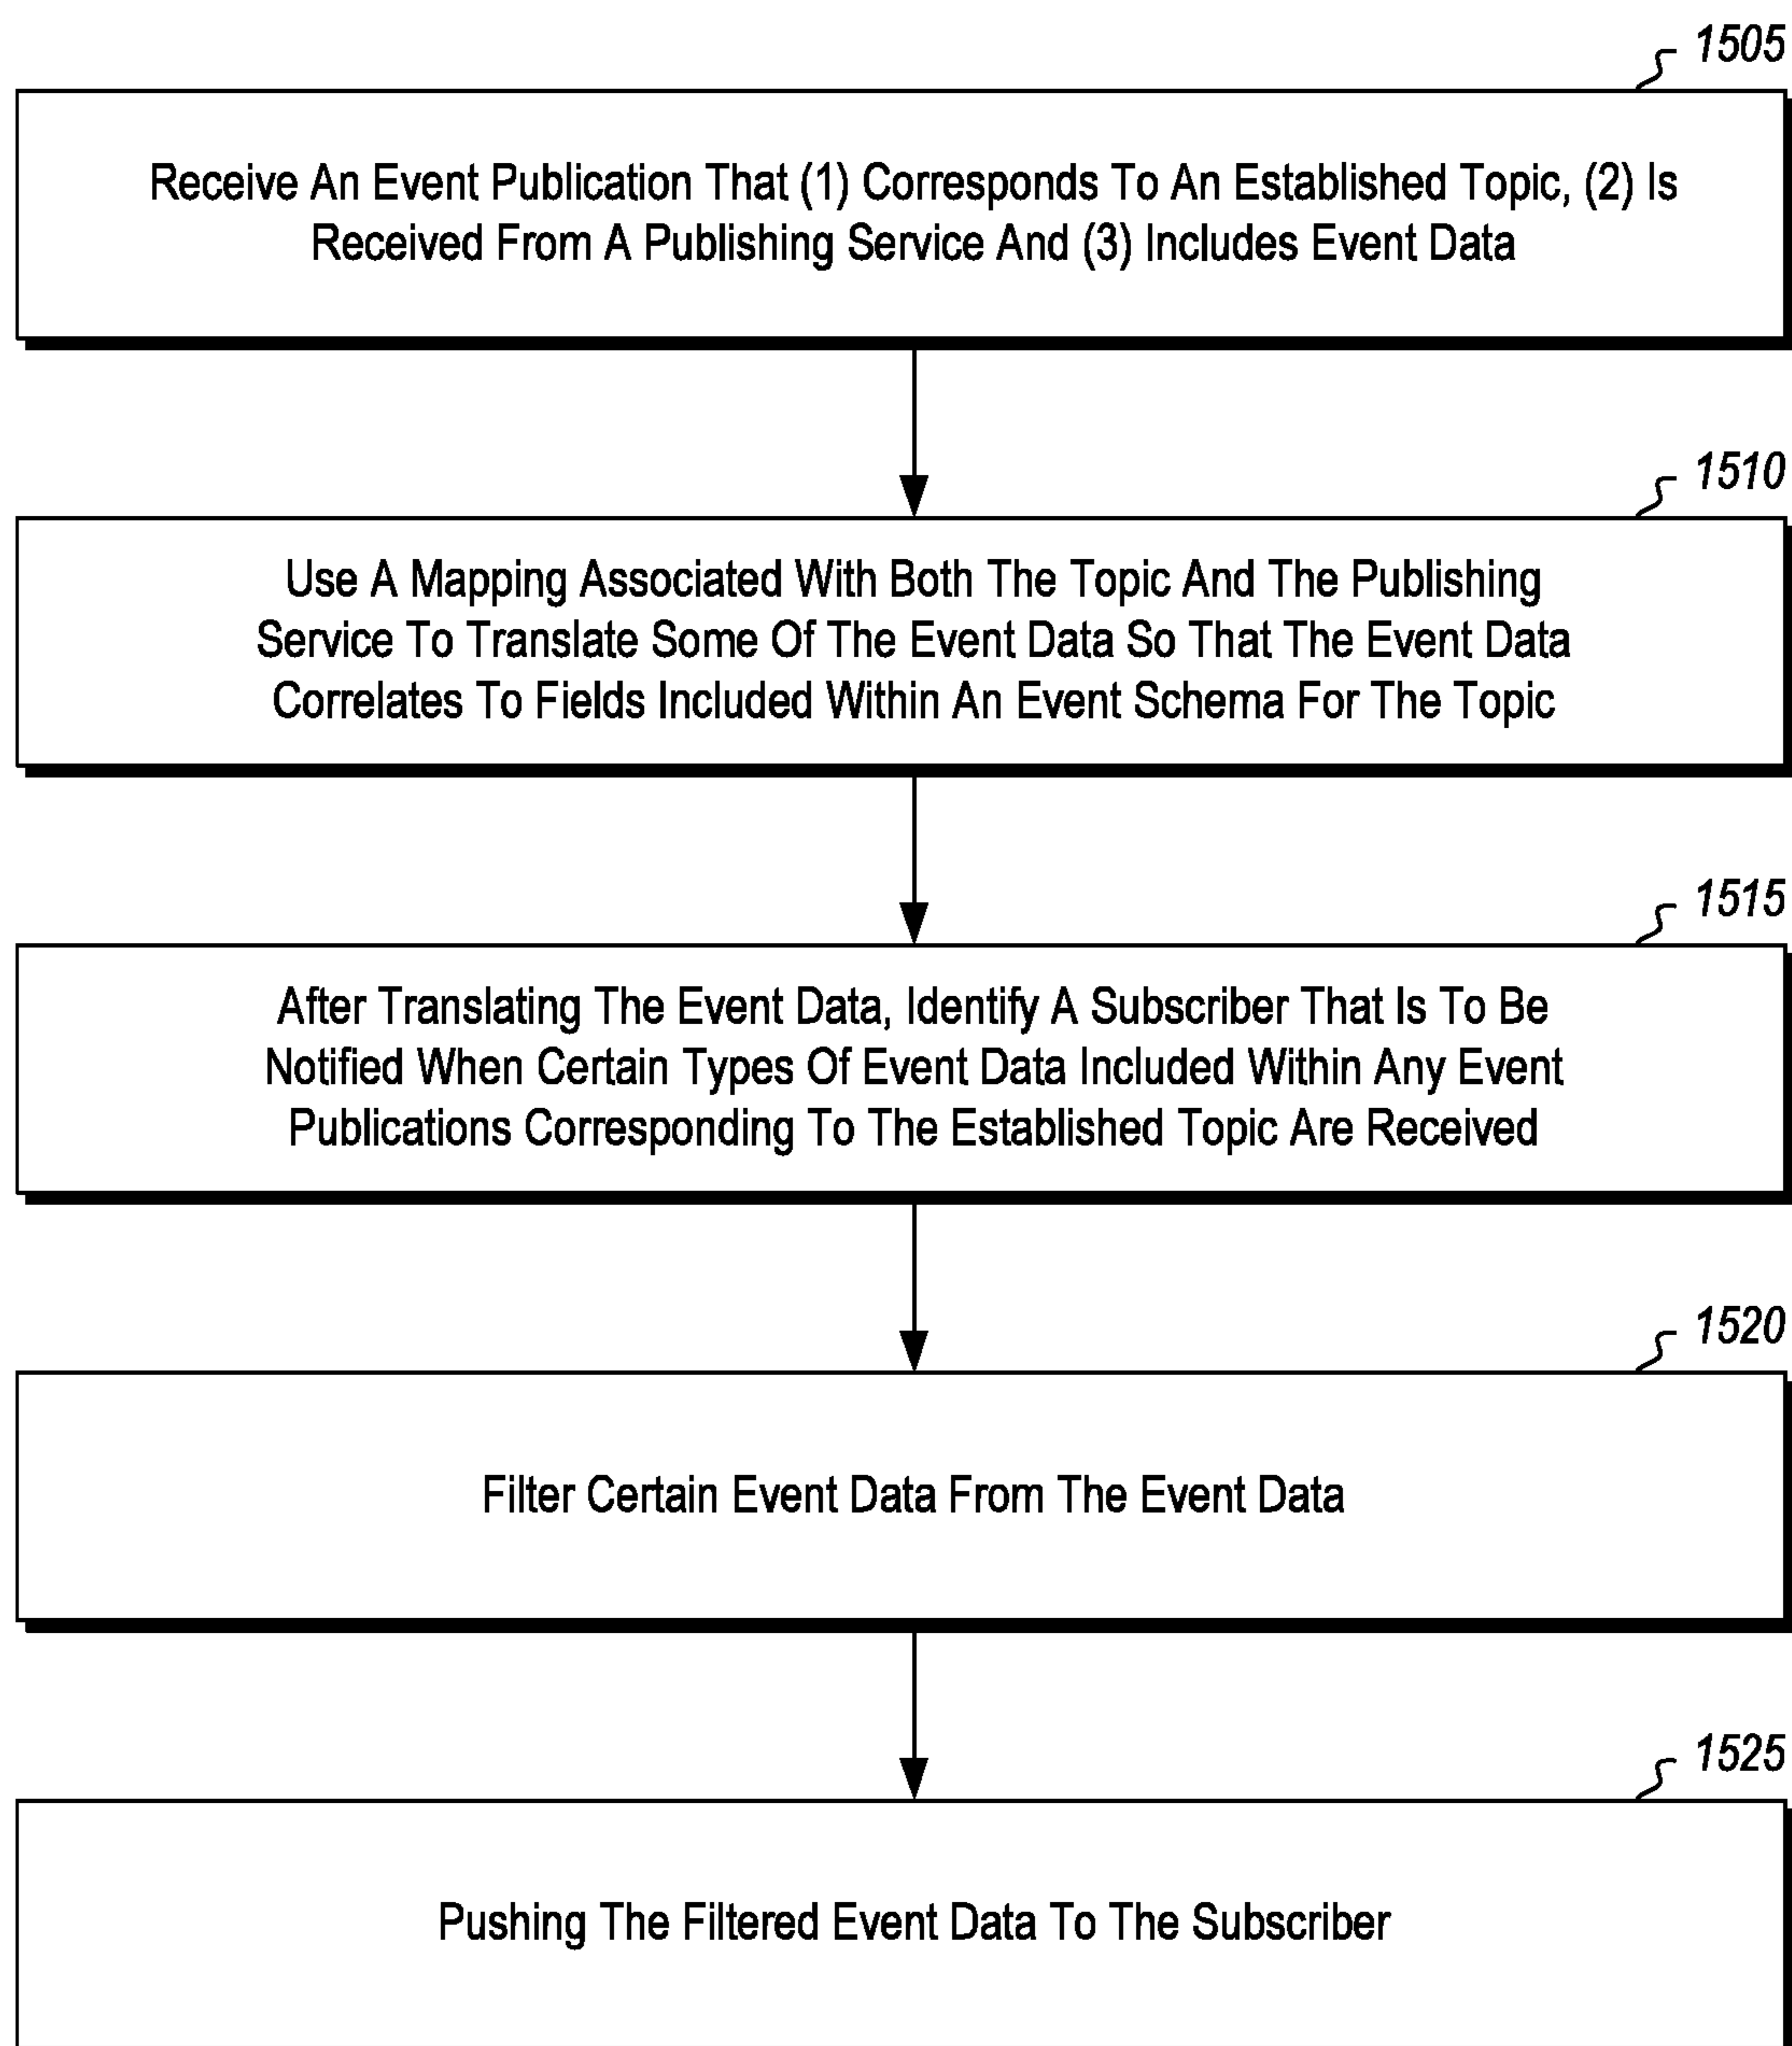 1505
Receive An Event Publication That (1) Corresponds To An Established Topic, (2) Is
Received From A Publishing Service And (3) Includes Event Data
1510
Use A Mapping Associated With Both The Topic And The Publishing
Service To Translate Some Of The Event Data So That The Event Data
Correlates To Fields Included Within An Event Schema For The Topic
1515
After Translating The Event Data, Identify A Subscriber That Is To Be
Notified When Certain Types Of Event Data Included Within Any Event
Publications Corresponding To The Established Topic Are Received
1520
Filter Certain Event Data From The Event Data
1525
Pushing The Filtered Event Data To The Subscriber